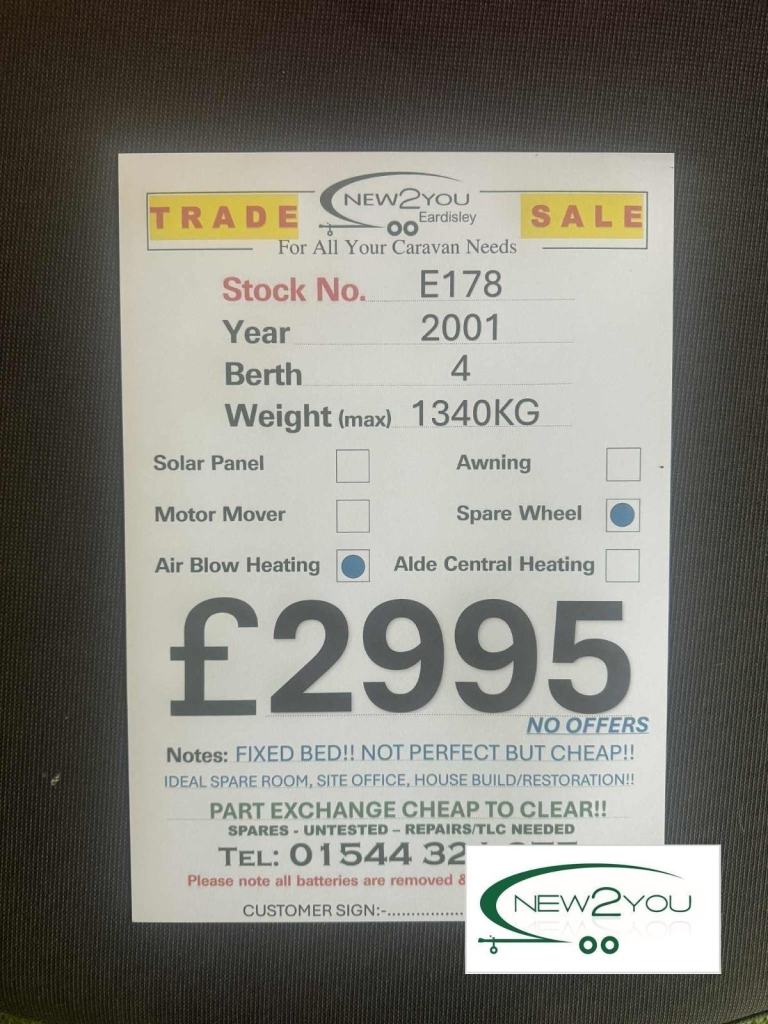 TRADE NEW2YOU SALE
Eardisley
For All Your Caravan Needs
Stock No. E178
Year 2001
Berth 4
Weight (max) 1340KG
Solar Panel Awning
Motor Mover Spare Wheel
Air Blow Heating Alde Central Heating
£2995
NO OFFERS
Notes: FIXED BED!! NOT PERFECT BUT CHEAP!!
IDEAL SPARE ROOM, SITE OFFICE, HOUSE BUILD/RESTORATION!!
PART EXCHANGE CHEAP TO CLEAR!!
SPARES - UNTESTED – REPAIRS/TLC NEEDED
TEL: 01544
Please note all batteries are removed &
CUSTOMER SIGN:-................
NEW2YOU